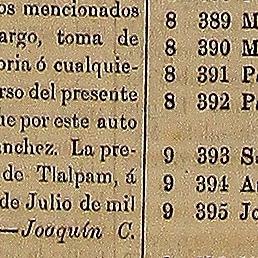 os mencionados
argo, toma de
oria ó cualquie-
rso del presente
ue por este auto
nchez. La pre-
de Tlalpam, á
de Julio de mil
—Joaquín C.
8 389 M
8 390 M
8 391 P
8 392 P
9 393 S
9 394 A
9 395 Jo